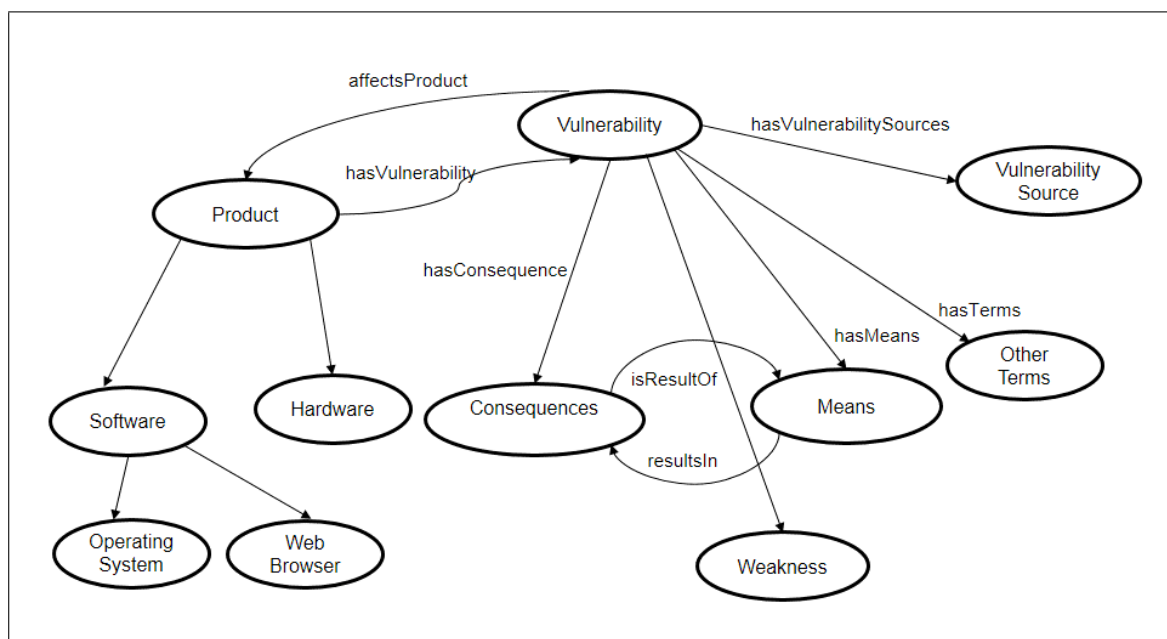 affectsProduct
Vulnerability
hasVulnerabilitySources
hasVulnerability
Vulnerability
Source
Product
hasConsequence
hasTerms
hasMeans
Other
Terms
isResultOf
Consequences
Means
Hardware
Software
resultsIn
Operating
System
Web
Browser
Weakness